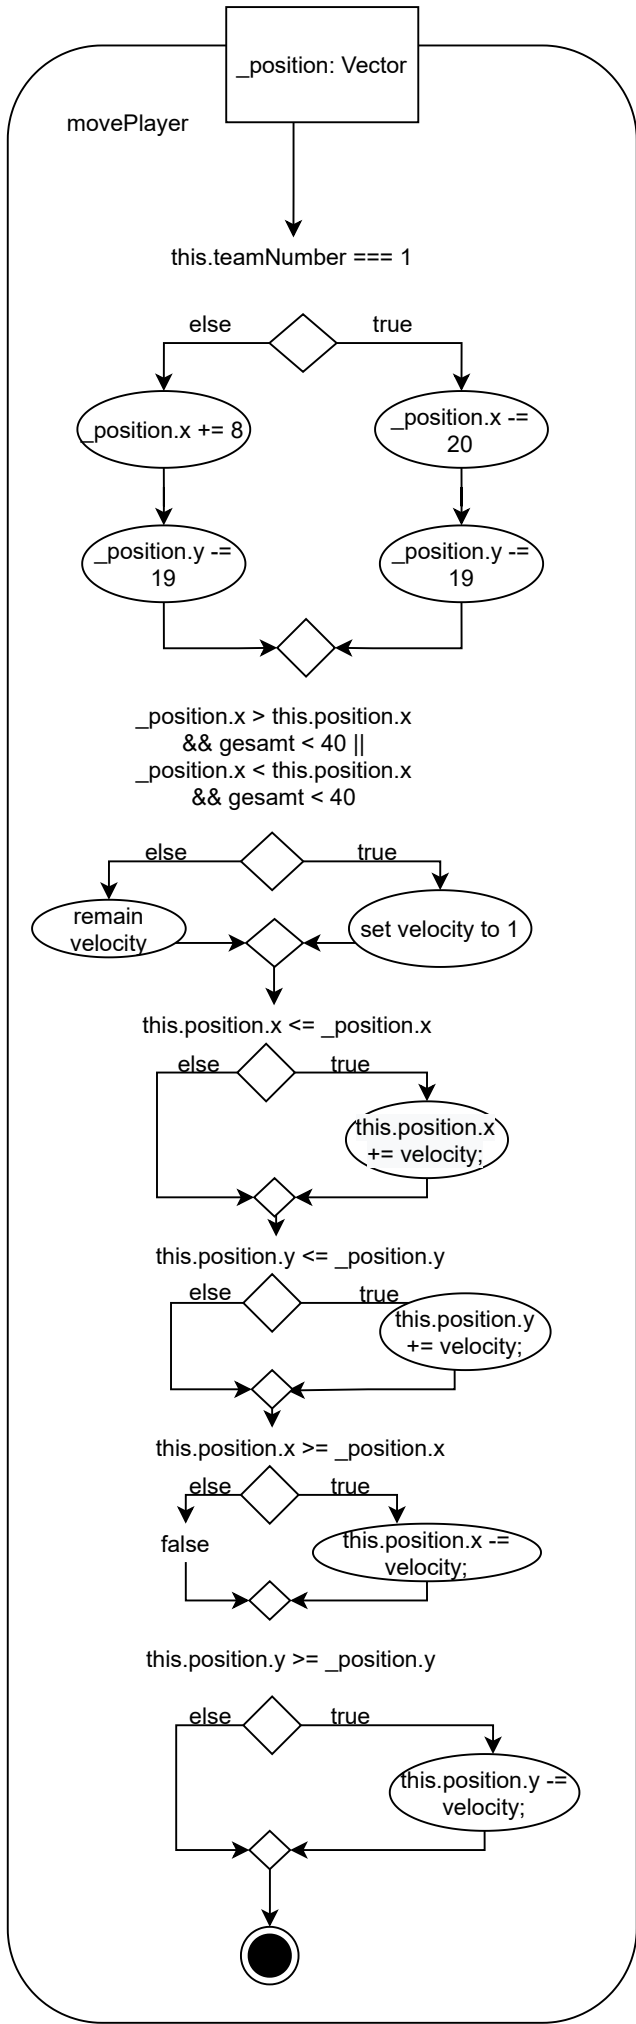 _position: Vector
movePlayer
this.teamNumber === 1
else
true
_position.x += 8
_position.x -=
20
_position.y -=
19
_position.y -=
19
_position.x > this.position.x
&& gesamt < 40 ||
_position.x < this.position.x
&& gesamt < 40
else
true
remain
velocity
set velocity to 1
this.position.x <= _position.x
else
true
this.position.x
+= velocity;
this.position.y <= _position.y
else
true
this.position.y
+= velocity;
this.position.x >= _position.x
else
true
false
this.position.x -=
velocity;
this.position.y >= _position.y
else
true
this.position.y -=
velocity;